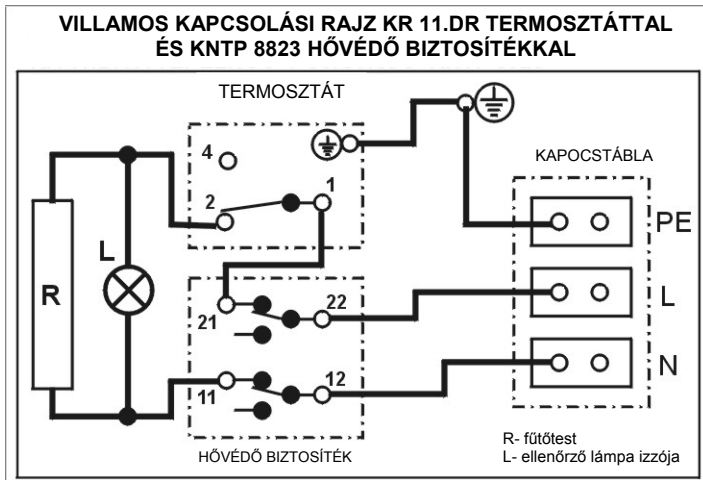 VILLAMOS KAPCSOLÁSI RAJZ KR 11.DR TERMOSZTÁTTAL
ÉS KNTP 8823 HŐVÉDŐ BIZTOSÍTÉKKAL
TERMOSZTÁT
KAPOCSTÁBLA
4
1
2
PE
L
R
21
22
L
11
12
N
HŐVÉDŐ BIZTOSÍTÉK
R- fűtőtest
L- ellenőrző lámpa izzója